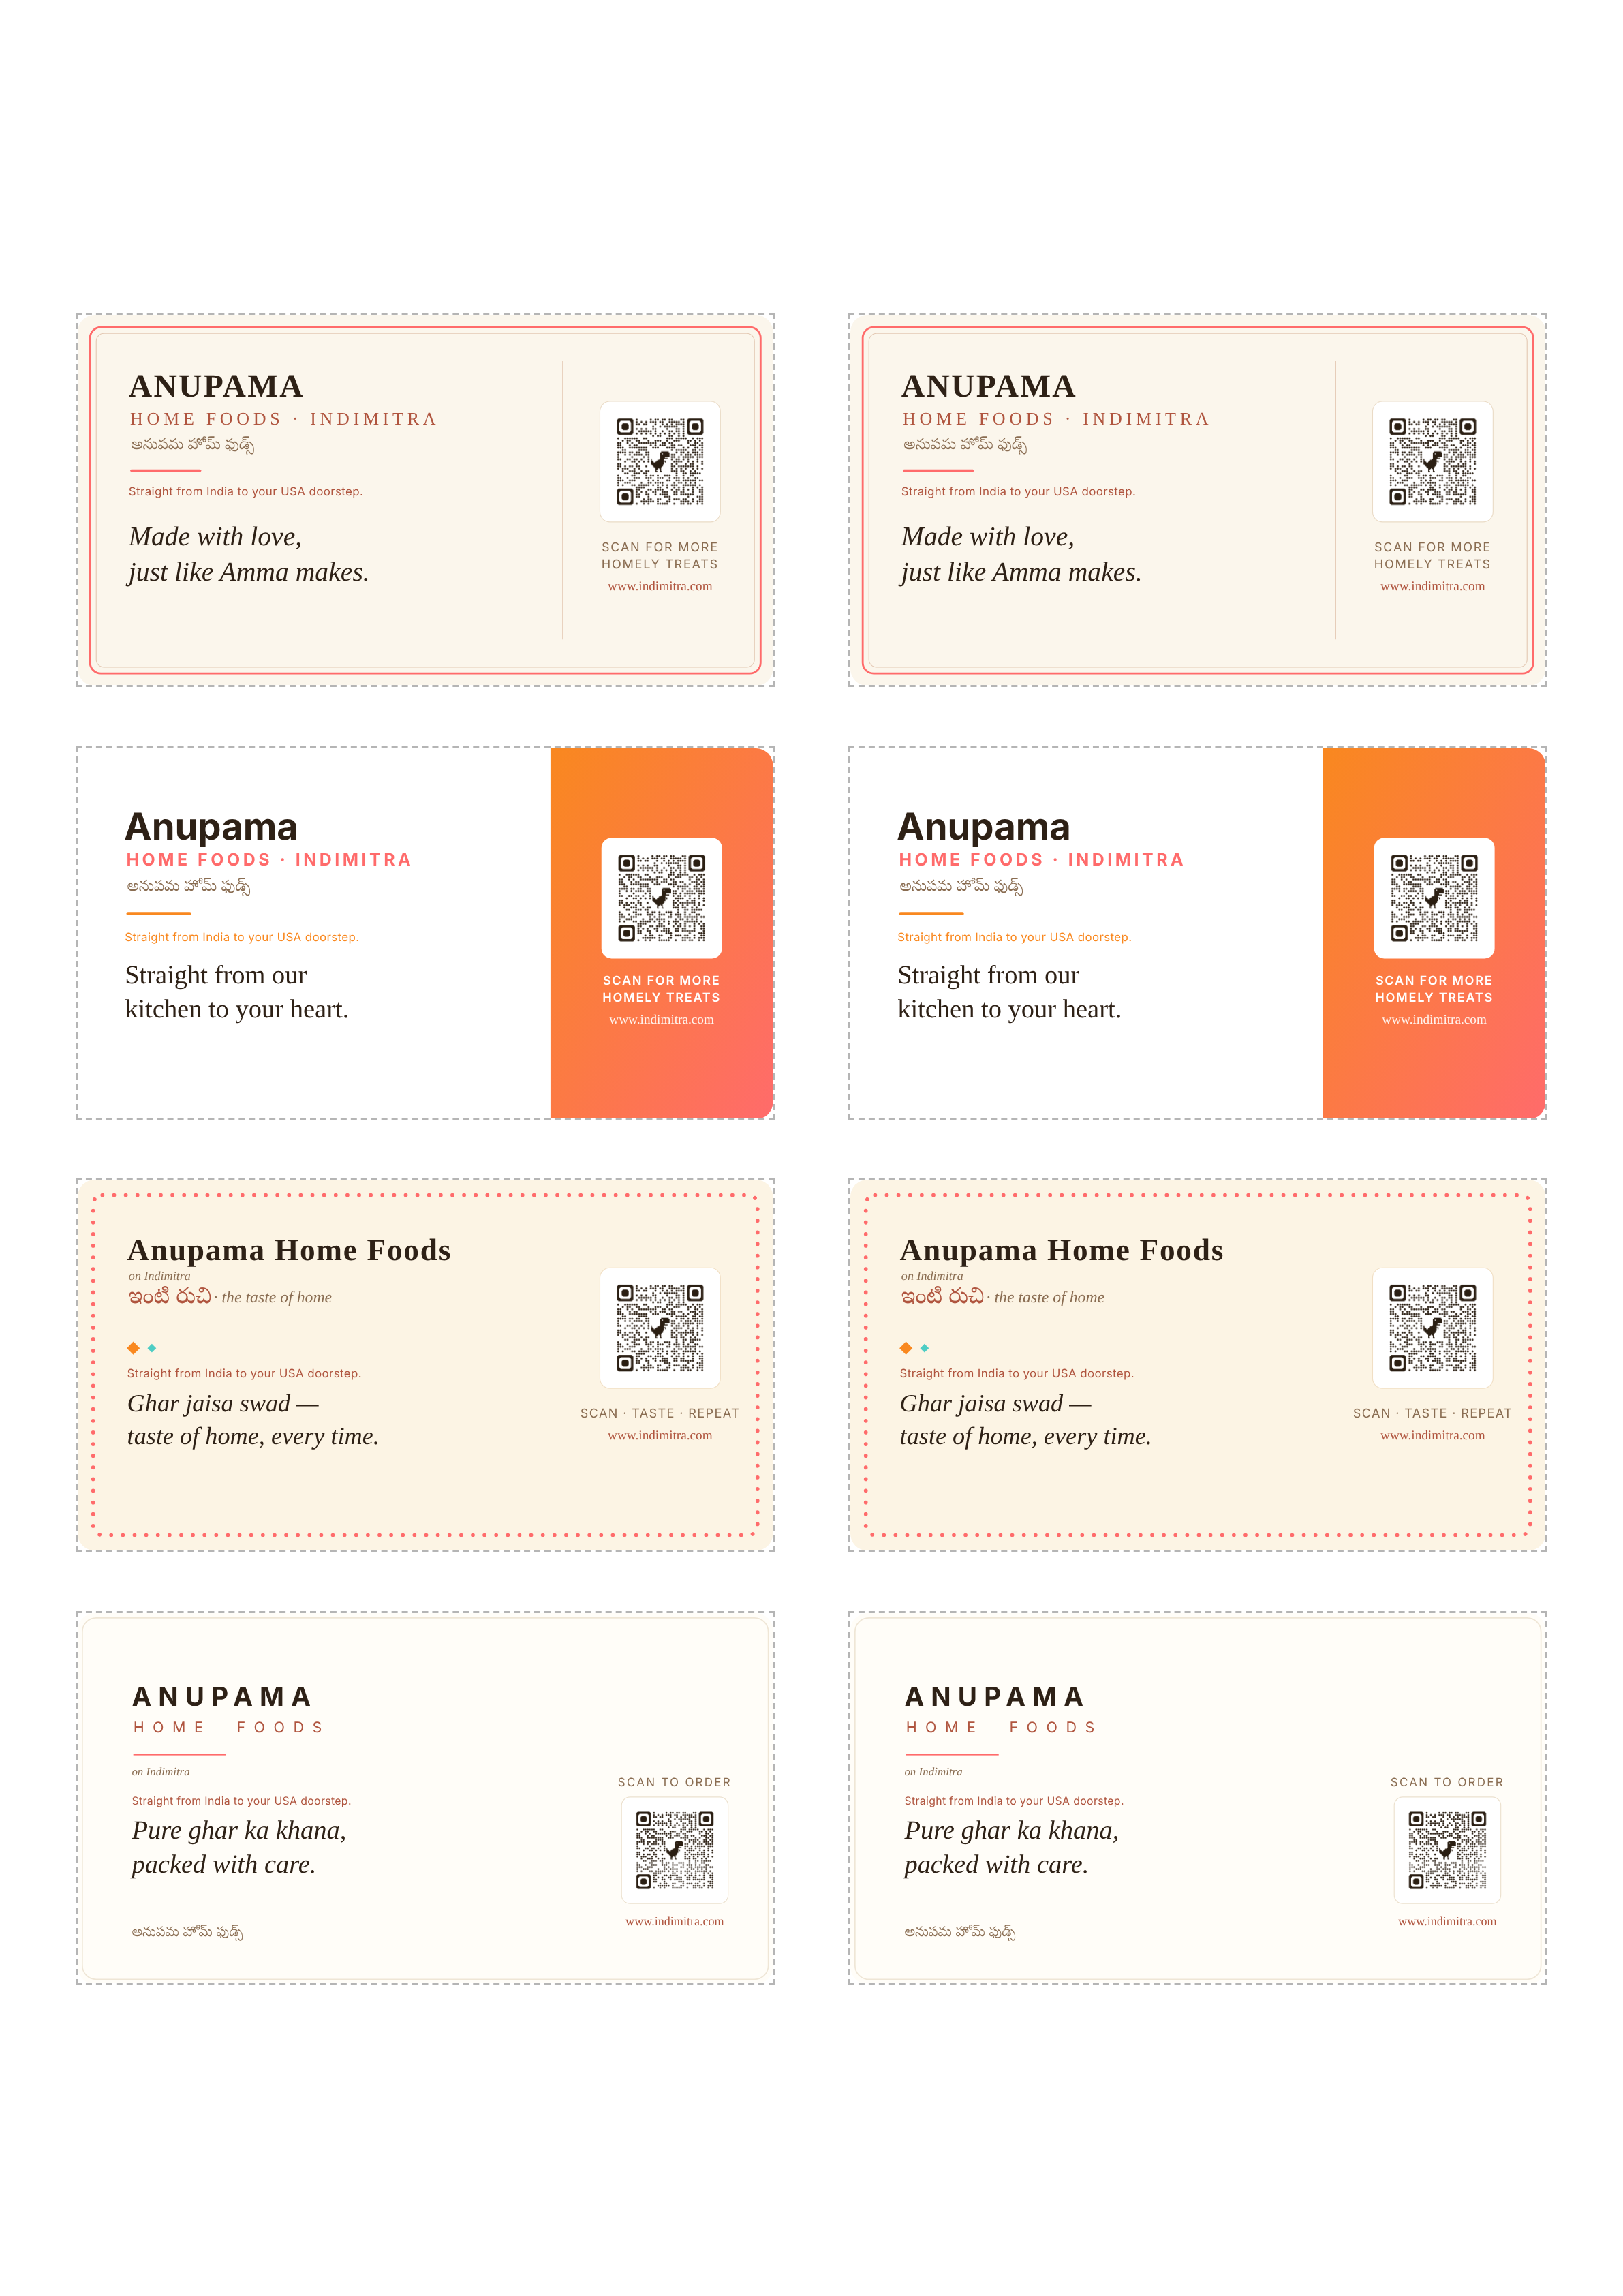 ANUPAMA
HOME FOODS · INDIMITRA
అనుపమ హోమ్ ఫుడ్స్
Straight from India to your USA doorstep.
Made with love,
just like Amma makes.
SCAN FOR MORE
HOMELY TREATS
www.indimitra.com
ANUPAMA
HOME FOODS · INDIMITRA
అనుపమ హోమ్ ఫుడ్స్
Straight from India to your USA doorstep.
Made with love,
just like Amma makes.
SCAN FOR MORE
HOMELY TREATS
www.indimitra.com
Anupama
HOME FOODS · INDIMITRA
అనుపమ హోమ్ ఫుడ్స్
Straight from India to your USA doorstep.
Straight from our
kitchen to your heart.
SCAN FOR MORE
HOMELY TREATS
www.indimitra.com
Anupama
HOME FOODS · INDIMITRA
అనుపమ హోమ్ ఫుడ్స్
Straight from India to your USA doorstep.
Straight from our
kitchen to your heart.
SCAN FOR MORE
HOMELY TREATS
www.indimitra.com
Anupama Home Foods
on Indimitra
ఇంటి రుచి · the taste of home
Straight from India to your USA doorstep.
Ghar jaisa swad —
taste of home, every time.
SCAN · TASTE · REPEAT
www.indimitra.com
Anupama Home Foods
on Indimitra
ఇంటి రుచి · the taste of home
Straight from India to your USA doorstep.
Ghar jaisa swad —
taste of home, every time.
SCAN · TASTE · REPEAT
www.indimitra.com
ANUPAMA
HOME FOODS
on Indimitra
Straight from India to your USA doorstep.
Pure ghar ka khana,
packed with care.
అనుపమ హోమ్ ఫుడ్స్
SCAN TO ORDER
www.indimitra.com
ANUPAMA
HOME FOODS
on Indimitra
Straight from India to your USA doorstep.
Pure ghar ka khana,
packed with care.
అనుపమ హోమ్ ఫుడ్స్
SCAN TO ORDER
www.indimitra.com